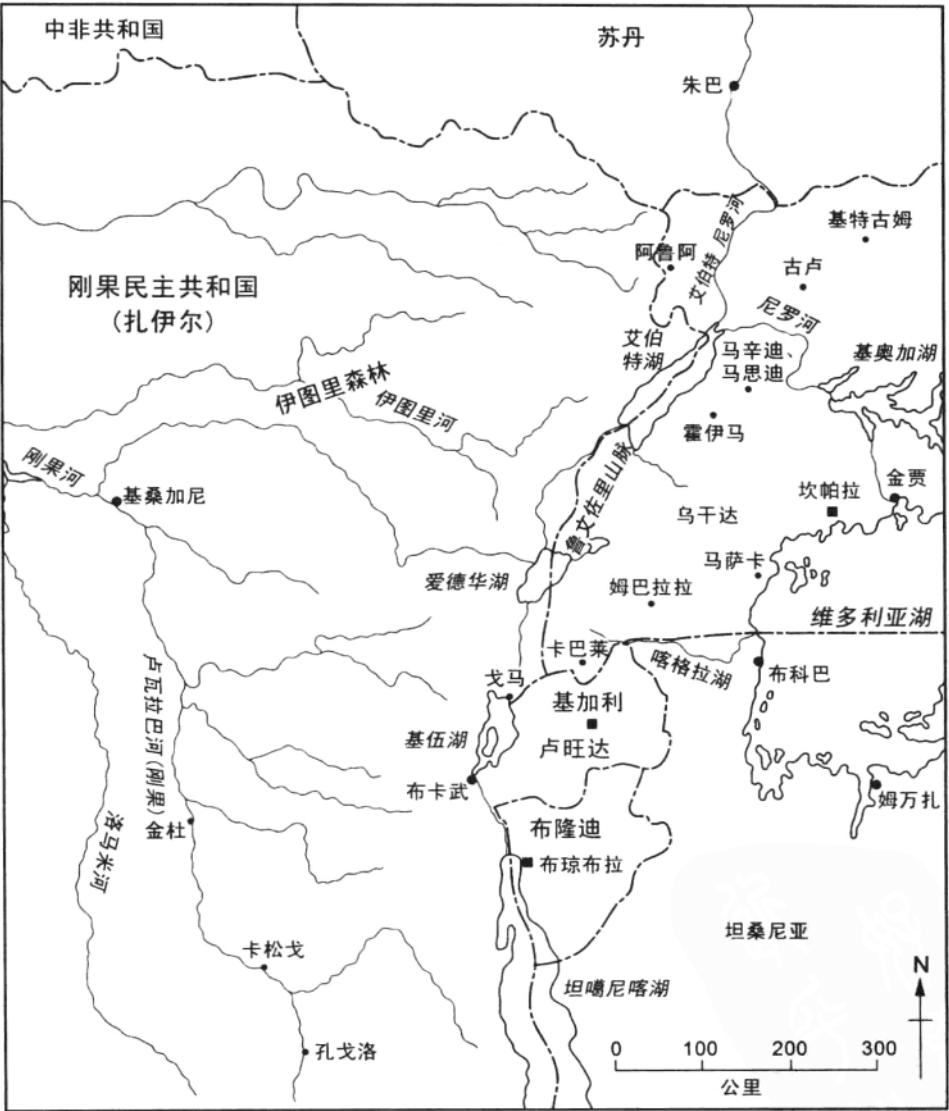 中非共和国
苏丹
朱巴
基特古姆
阿鲁阿
艾伯特 尼罗河
古卢
刚果民主共和国
(扎伊尔)
尼罗河
艾伯
特湖
马辛迪、
马思迪
基奥加湖
伊图里森林
伊图里河
霍伊马
刚果河
基桑加尼
鲁文佐里山脉
乌干达
坎帕拉
金贾
爱德华湖
马萨卡
姆巴拉拉
维多利亚湖
卡巴莱
喀格拉湖
布科巴
戈马
基加利
卢旺达
基伍湖
卢瓦拉巴河(刚果)
布卡武
姆万扎
金杜
洛马米河
布隆迪
布琼布拉
坦桑尼亚
卡松戈
坦噶尼喀湖
N
孔戈洛
0 100 200 300
公里